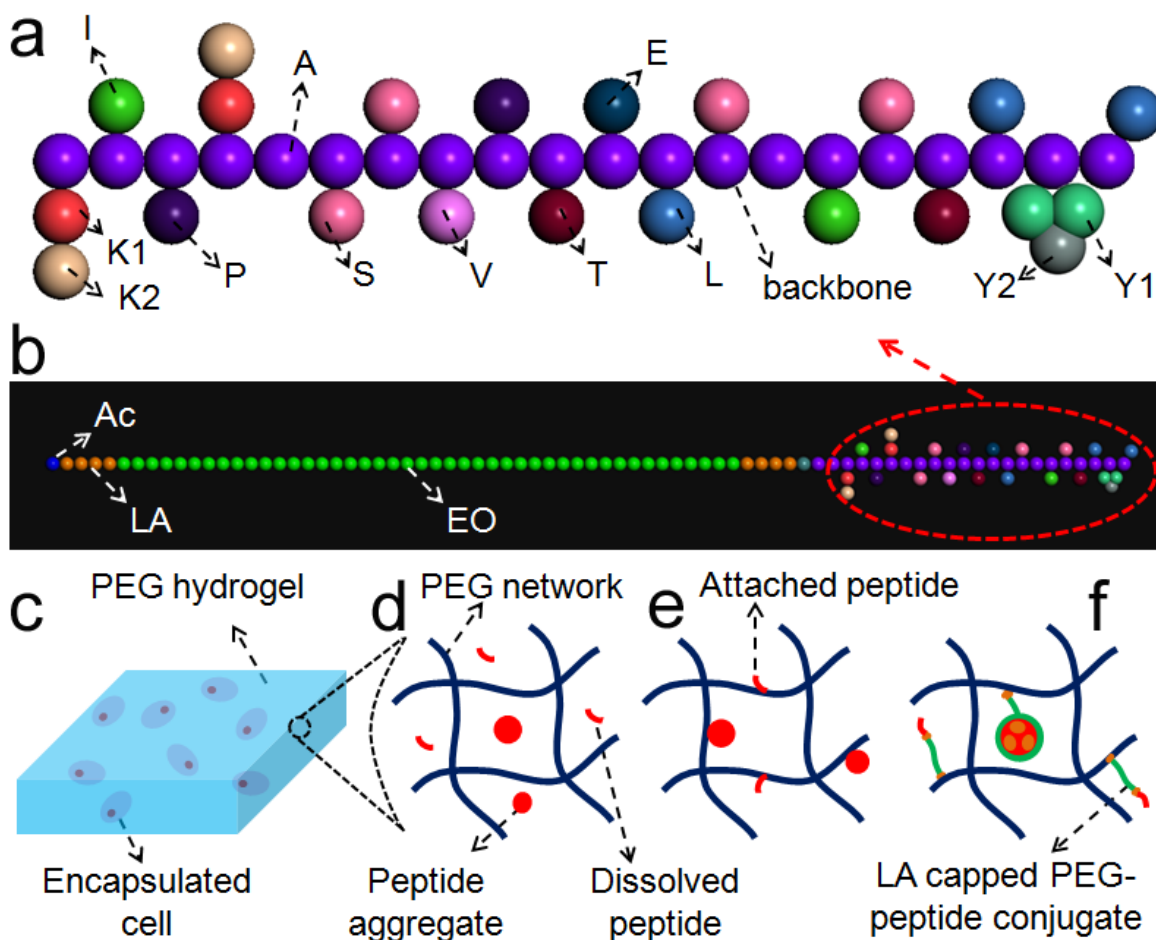 a
I
A
E
K1
K2
P
S
V
T
L
backbone
Y2
Y1
b
Ac
LA
EO
c
PEG hydrogel
d
PEG network
e
Attached peptide
f
Encapsulated
cell
Peptide
aggregate
Dissolved
peptide
LA capped PEG-
peptide conjugate